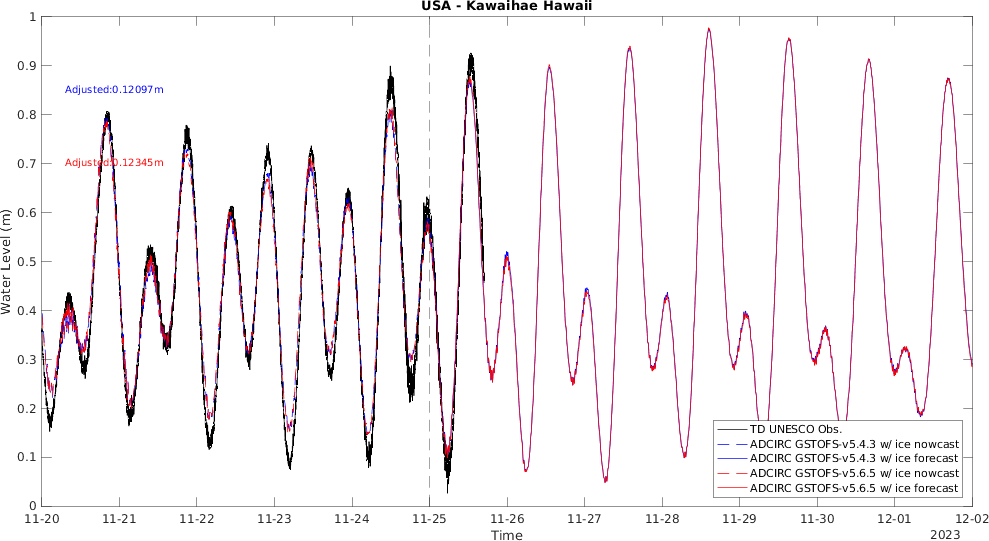 USA - Kawaihae Hawaii
1
0.9
0.8
0.7
0.6
0.5
0.4
0.3
0.2
0.1
0
Water Level (m)
Adjusted:0.12097m
Adjusted:0.12345m
TD UNESCO Obs.
ADCIRC GSTOFS-v5.4.3 w/ ice nowcast
ADCIRC GSTOFS-v5.4.3 w/ ice forecast
ADCIRC GSTOFS-v5.6.5 w/ ice nowcast
ADCIRC GSTOFS-v5.6.5 w/ ice forecast
11-20 11-21 11-22 11-23 11-24 11-25 11-26 11-27 11-28 11-29 11-30 12-01 12-02
Time
2023